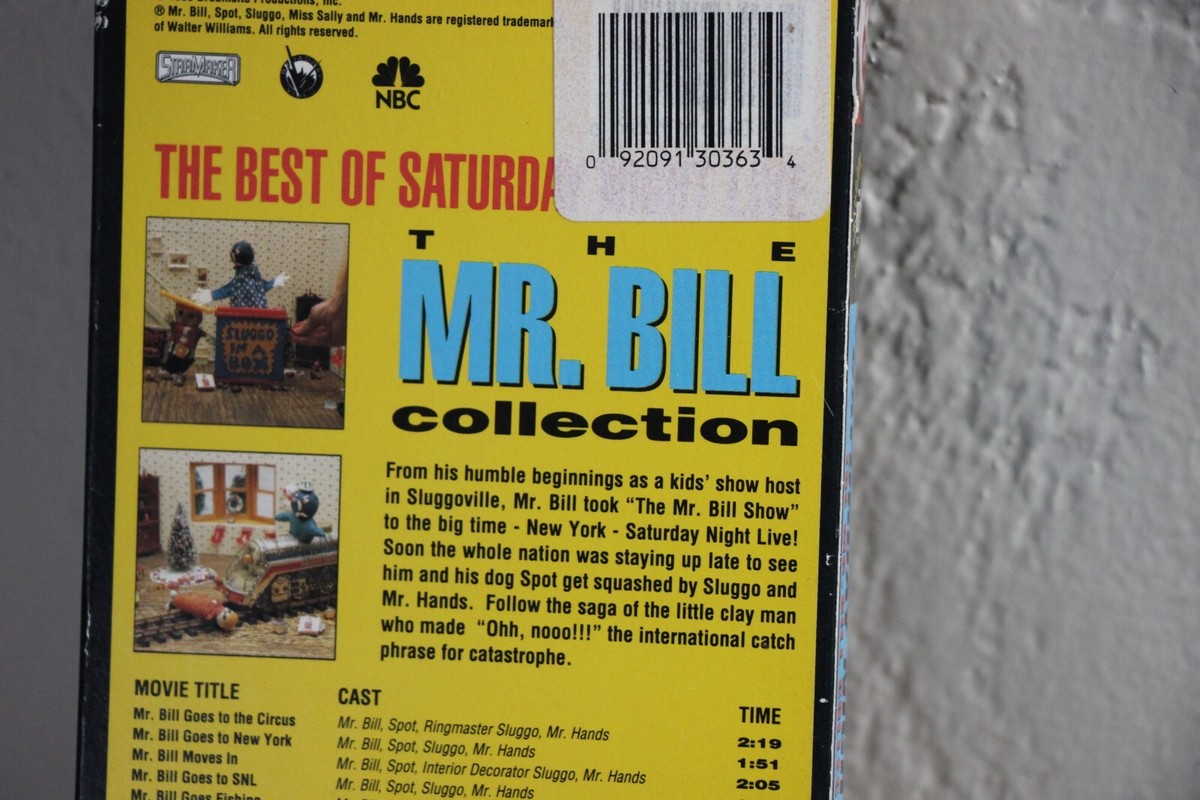 ® Mr. Bill, Spot, Sluggo, Miss Sally and Mr. Hands are registered
of Walter Williams. All rights reserved.
STARMAKER
NBC
0 92091 30363 4
THE BEST OF
THE
MR. BILL
collection
SLUGGO
IN A
BOX
From his humble beginnings as a kids' show host
in Sluggoville, Mr. Bill took “The Mr. Bill Show”
to the big time - New York - Saturday Night Live!
Soon the whole nation was staying up late to see
him and his dog Spot get squashed by Sluggo and
Mr. Hands. Follow the saga of the little clay man
who made “Ohh, nooo!!!” the international catch
phrase for catastrophe.
MOVIE TITLE CAST TIME
Mr. Bill Goes to the Circus Mr. Bill, Spot, Ringmaster Sluggo, Mr. Hands 2:19
Mr. Bill Goes to New York Mr. Bill, Spot, Sluggo, Mr. Hands 1:51
Mr. Bill Moves In Mr. Bill, Spot, Interior Decorator Sluggo, Mr. Hands 2:05
Mr. Bill Goes to SNL Mr. Bill, Spot, Sluggo, Mr. Hands
Mr. Bill Goes Fishing